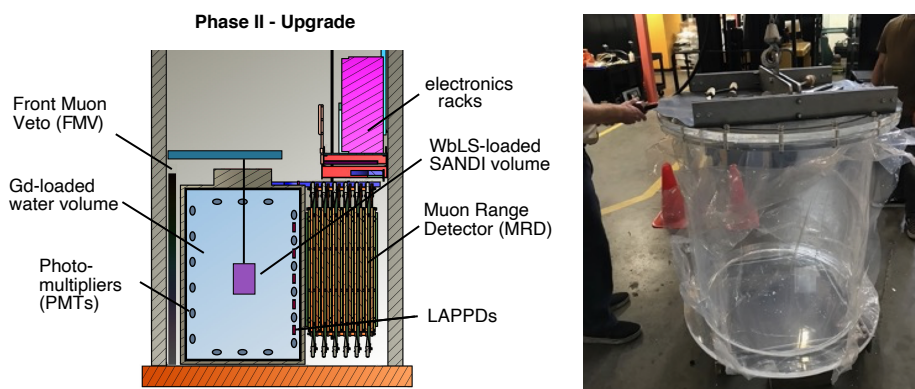 Phase II - Upgrade
Front Muon
Veto (FMV)
Gd-loaded
water volume
Photo-
multipliers
(PMTs)
electronics
racks
WbLS-loaded
SANDI volume
Muon Range
Detector (MRD)
LAPPDs